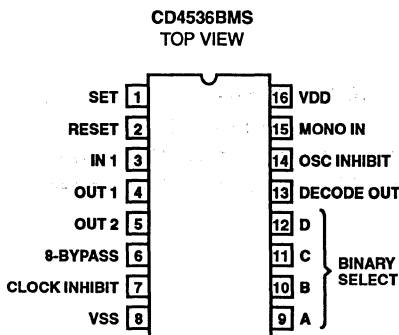 CD4536BMS
TOP VIEW
SET 1
RESET 2
IN 1 3
OUT 1 4
OUT 2 5
8-BYPASS 6
CLOCK INHIBIT 7
VSS 8
16 VDD
15 MONO IN
14 OSC INHIBIT
13 DECODE OUT
12 D
11 C
10 B
9 A
BINARY
SELECT